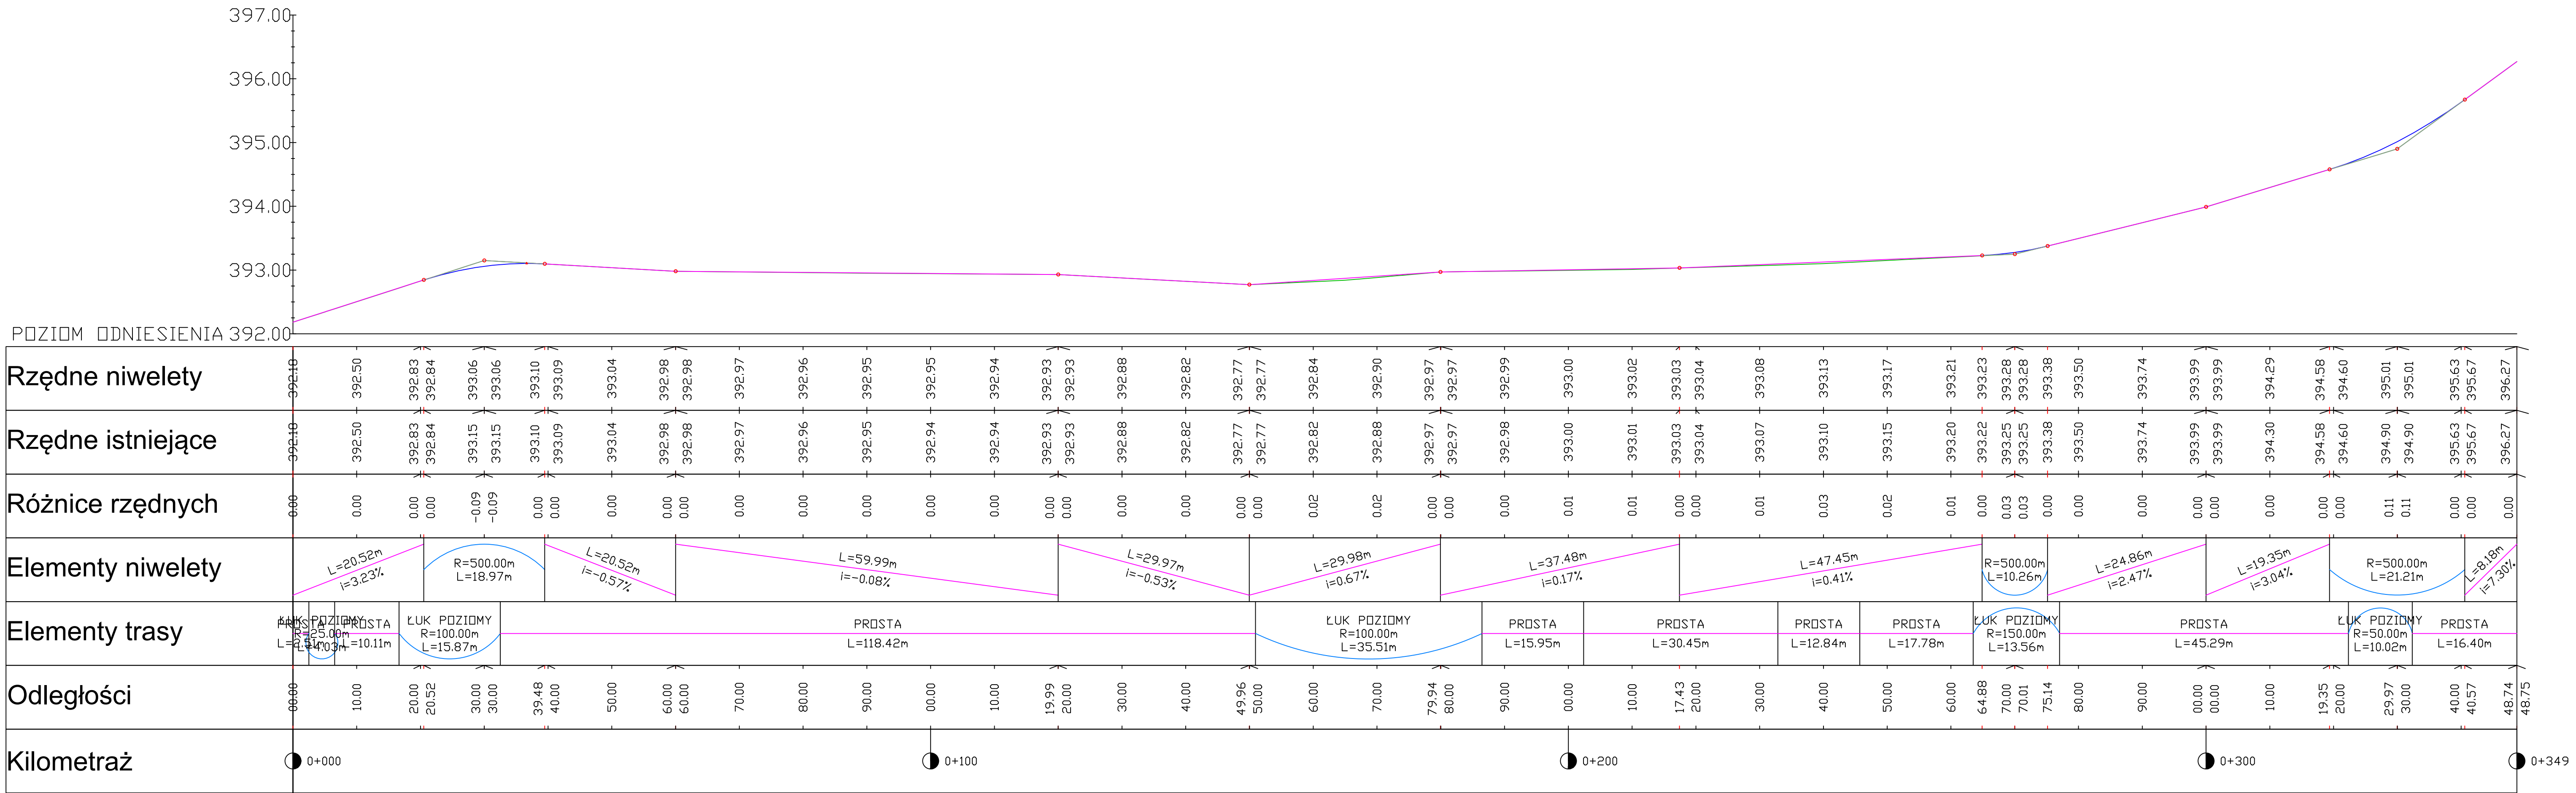 397.00
396.00
395.00
394.00
393.00
POZIOM ODNIESIENIA 392.00
Rzędne niwelety
392.18 392.50 392.83 392.84 393.06 393.06 393.10 393.09 393.04 392.98 392.98 392.97 392.96 392.95 392.95 392.94 392.93 392.93 392.88 392.82 392.77 392.77 392.84 392.90 392.97 392.97 392.99 393.00 393.02 393.03 393.04 393.08 393.13 393.17 393.21 393.23 393.28 393.28 393.38 393.50 393.74 393.99 393.99 394.29 394.58 394.60 395.01 395.01 395.63 395.67 396.27
Rzędne istniejące
392.18 392.50 392.83 392.84 393.15 393.15 393.10 393.09 393.04 392.98 392.98 392.97 392.96 392.95 392.94 392.94 392.93 392.93 392.88 392.82 392.77 392.77 392.82 392.88 392.97 392.97 392.98 393.00 393.01 393.03 393.04 393.07 393.10 393.15 393.20 393.22 393.25 393.25 393.38 393.50 393.74 393.99 393.99 394.30 394.58 394.60 394.90 394.90 395.63 395.67 396.27
Różnice rzędnych
0.00 0.00 0.00 0.00 -0.09 -0.09 0.00 0.00 0.00 0.00 0.00 0.00 0.00 0.00 0.00 0.00 0.00 0.00 0.00 0.00 0.00 0.00 0.02 0.02 0.00 0.00 0.00 0.01 0.01 0.00 0.00 0.01 0.03 0.02 0.01 0.00 0.03 0.03 0.00 0.00 0.00 0.00 0.00 0.00 0.00 0.00 0.11 0.11 0.00 0.00 0.00
Elementy niwelety
L=20.52m
i=3.23%
R=500.00m
L=18.97m
L=20.52m
i=-0.57%
L=59.99m
i=-0.08%
L=29.97m
i=-0.53%
L=29.98m
i=0.67%
L=37.48m
i=0.17%
L=47.45m
i=0.41%
R=500.00m
L=10.26m
L=24.86m
i=2.47%
L=19.35m
i=3.04%
R=500.00m
L=21.21m
L=8.18m
i=7.30%
Elementy trasy
PROSTA
ŁUK POZIOMY
R=25.00m
L=4.03m
PROSTA
L=10.11m
ŁUK POZIOMY
R=100.00m
L=15.87m
PROSTA
L=118.42m
ŁUK POZIOMY
R=100.00m
L=35.51m
PROSTA
L=15.95m
PROSTA
L=30.45m
PROSTA
L=12.84m
PROSTA
L=17.78m
ŁUK POZIOMY
R=150.00m
L=13.56m
PROSTA
L=45.29m
ŁUK POZIOMY
R=50.00m
L=10.02m
PROSTA
L=16.40m
Odległości
00.00 10.00 20.00 20.52 30.00 30.00 39.48 40.00 50.00 60.00 60.00 70.00 80.00 90.00 00.00 10.00 19.99 20.00 30.00 40.00 49.96 50.00 60.00 70.00 79.94 80.00 90.00 00.00 10.00 17.43 20.00 30.00 40.00 50.00 60.00 64.88 70.00 70.01 75.14 80.00 90.00 00.00 00.00 10.00 19.35 20.00 29.97 30.00 40.00 40.57 48.74 48.75
Kilometraż
0+000 0+100 0+200 0+300 0+349